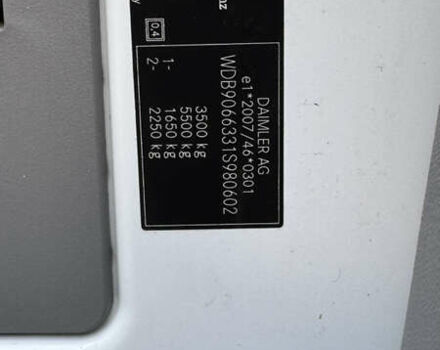 DAIMLER AG
e1*2007/46*0301
WDB9066331S980602
3500 kg
5500 kg
1- 1650 kg
2- 2250 kg
0,4